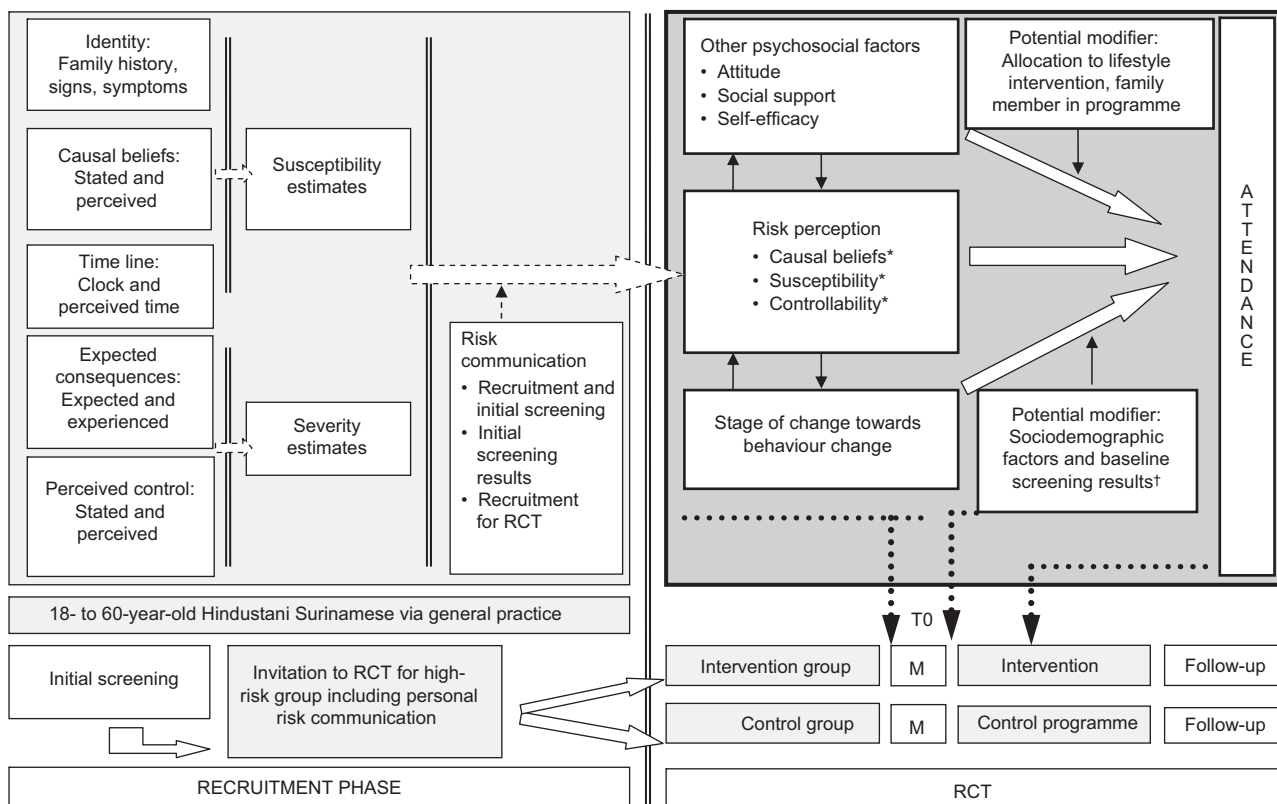 Identity:
Family history,
signs, symptoms
Causal beliefs:
Stated and
perceived
Time line:
Clock and
perceived time
Expected
consequences:
Expected and
experienced
Perceived control:
Stated and
perceived
Susceptibility
estimates
Severity
estimates
Risk
communication
• Recruitment and
initial screening
• Initial
screening
results
• Recruitment
for RCT
18- to 60-year-old Hindustani Surinamese via general practice
Initial screening
Invitation to RCT for high-
risk group including personal
risk communication
RECRUITMENT PHASE
Other psychosocial factors
• Attitude
• Social support
• Self-efficacy
Potential modifier:
Allocation to lifestyle
intervention, family
member in programme
Risk perception
• Causal beliefs*
• Susceptibility*
• Controllability*
Stage of change towards
behaviour change
Potential modifier:
Sociodemographic
factors and baseline
screening results†
A
T
T
E
N
D
A
N
C
E
T0
Intervention group
M
Intervention
Follow-up
Control group
M
Control programme
Follow-up
RCT